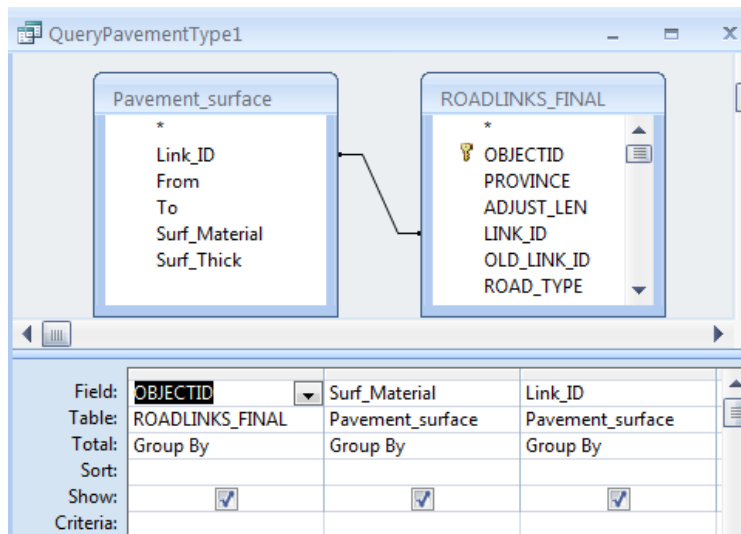 QueryPavementType1
Pavement_surface
*
Link_ID
From
To
Surf_Material
Surf_Thick
ROADLINKS_FINAL
*
OBJECTID
PROVINCE
ADJUST_LEN
LINK_ID
OLD_LINK_ID
ROAD_TYPE
Field: OBJECTID Surf_Material Link_ID
Table: ROADLINKS_FINAL Pavement_surface Pavement_surface
Total: Group By Group By Group By
Sort:
Show:
Criteria: